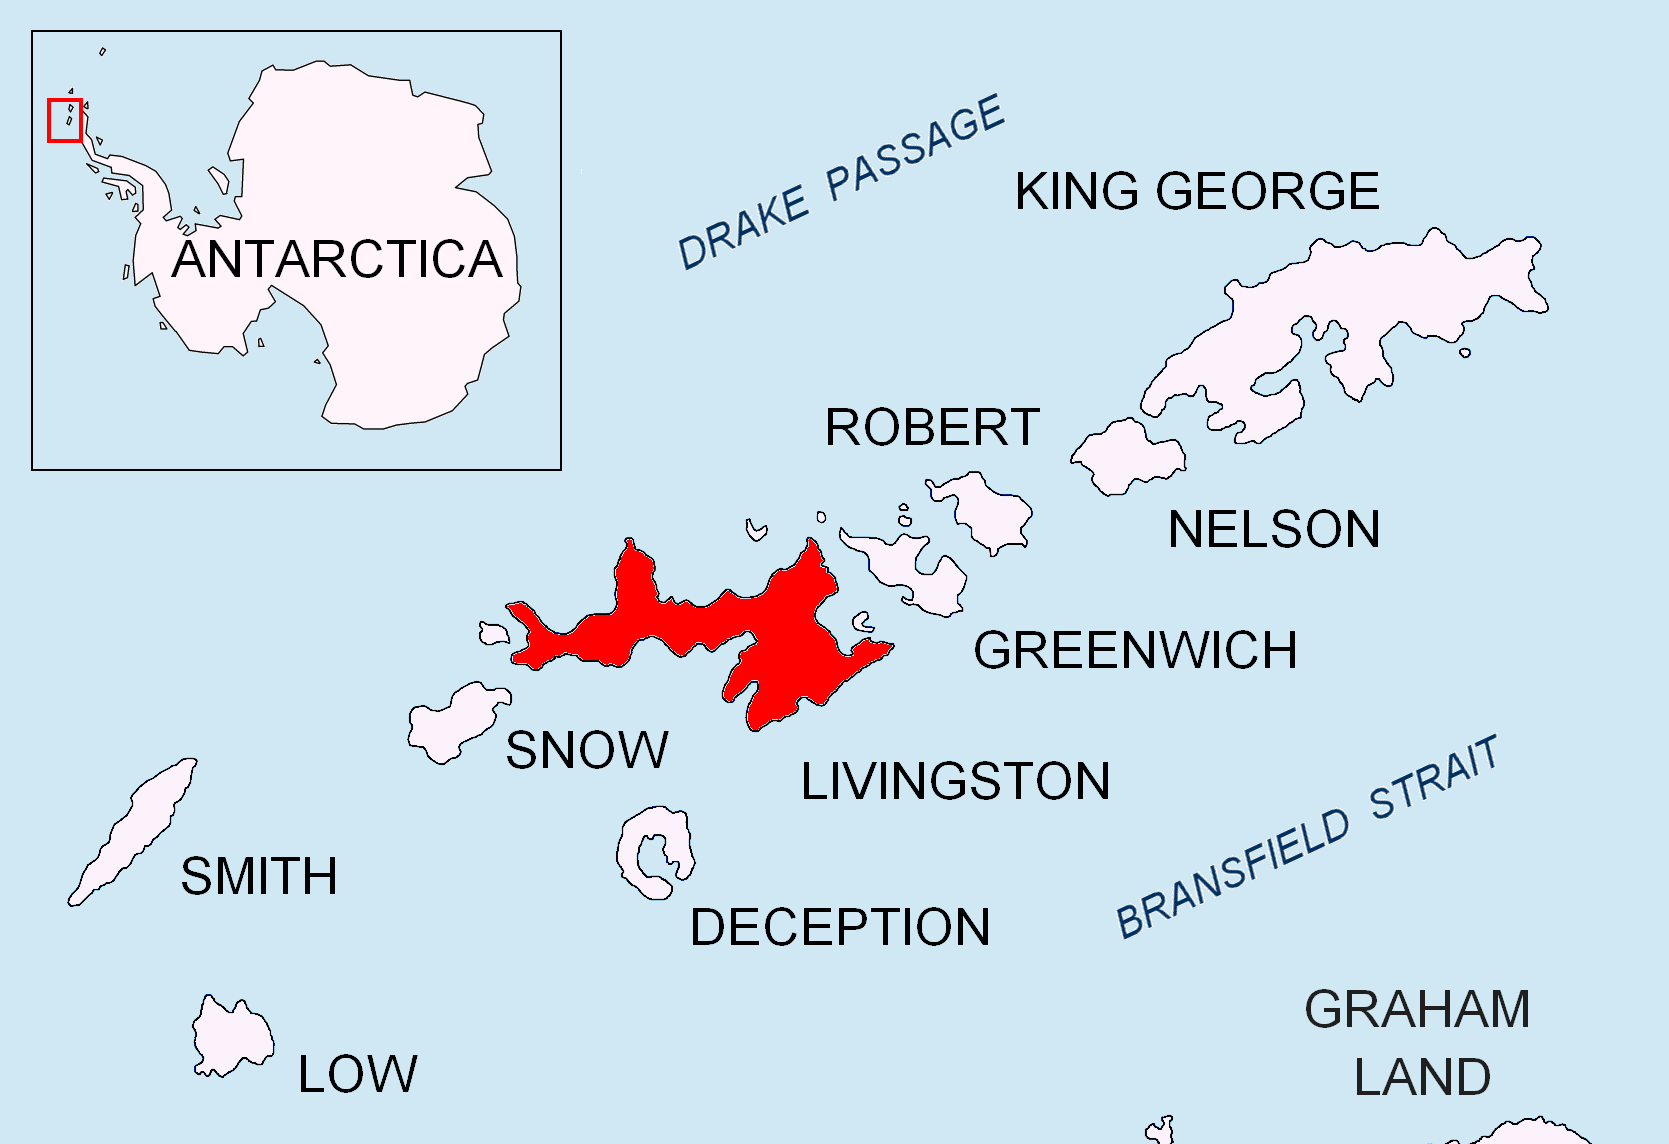 DRAKE PASSAGE
KING GEORGE
ANTARCTICA
ROBERT
NELSON
GREENWICH
SNOW
LIVINGSTON
SMITH
DECEPTION
BRANSFIELD STRAIT
GRAHAM
LAND
LOW